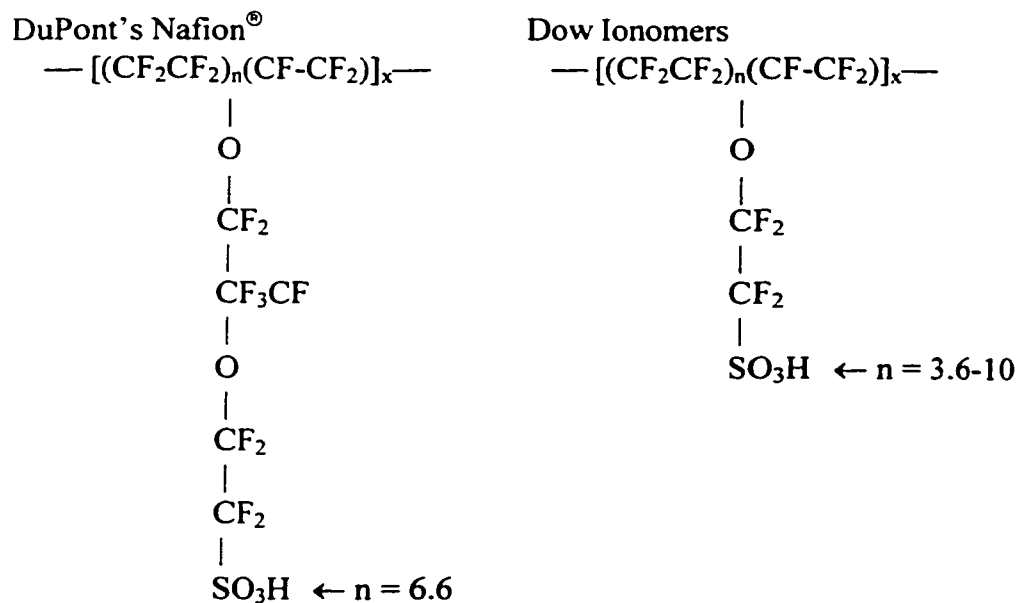 DuPont's Nafion® Dow Ionomers
— [(CF₂CF₂)ₙ(CF-CF₂)]ₓ— — [(CF₂CF₂)ₙ(CF-CF₂)]ₓ—
| |
O O
| |
CF₂ CF₂
| |
CF₃CF CF₂
| |
O SO₃H ← n = 3.6-10
|
CF₂
|
CF₂
|
SO₃H ← n = 6.6